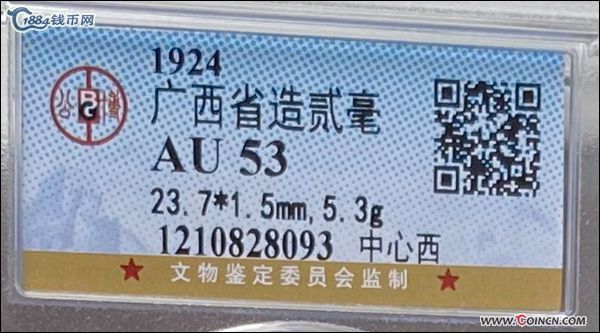 1884钱币网
1924
广西省造贰毫
公 博
AU 53
23.7*1.5mm,5.3g
1210828093 中心西
文物鉴定委员会监制
www.COINCN.com